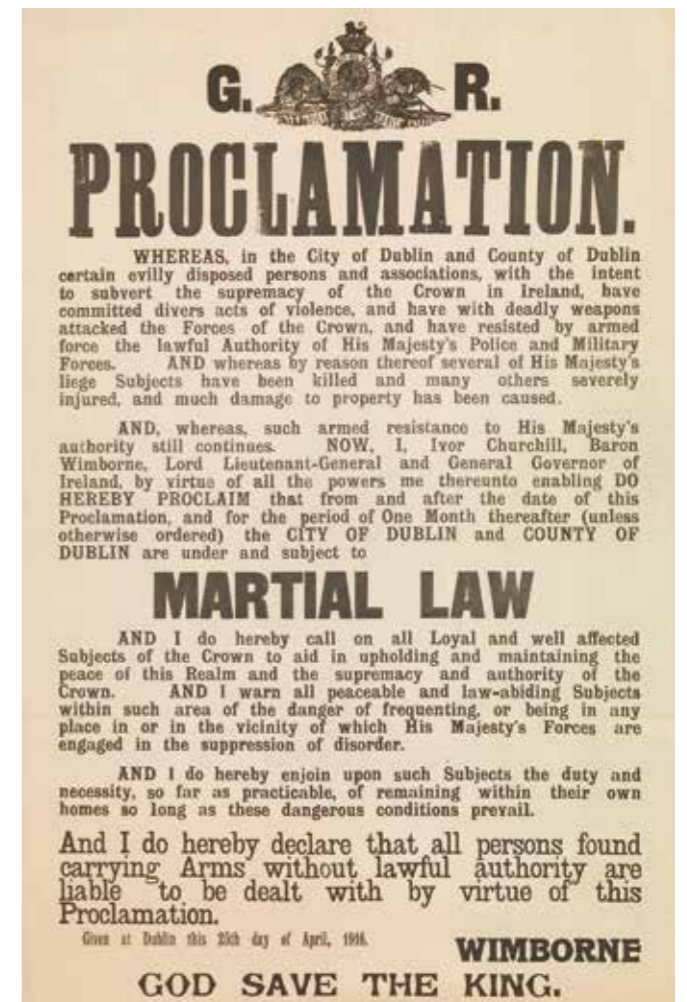 G. R.
PROCLAMATION.
WHEREAS, in the City of Dublin and County of Dublin
certain evilly disposed persons and associations, with the intent
to subvert the supremacy of the Crown in Ireland, have
committed divers acts of violence, and have with deadly weapons
attacked the Forces of the Crown, and have resisted by armed
force the lawful Authority of His Majesty's Police and Military
Forces. AND whereas by reason thereof several of His Majesty's
liege Subjects have been killed and many others severely
injured, and much damage to property has been caused.
AND, whereas, such armed resistance to His Majesty's
authority still continues. NOW, I, Ivor Churchill, Baron
Wimborne, Lord Lieutenant-General and General Governor of
Ireland, by virtue of all the powers me thereunto enabling DO
HEREBY PROCLAIM that from and after the date of this
Proclamation, and for the period of One Month thereafter (unless
otherwise ordered) the CITY OF DUBLIN and COUNTY OF
DUBLIN are under and subject to
MARTIAL LAW
AND I do hereby call on all Loyal and well affected
Subjects of the Crown to aid in upholding and maintaining the
peace of this Realm and the supremacy and authority of the
Crown. AND I warn all peaceable and law-abiding Subjects
within such area of the danger of frequenting, or being in any
place in or in the vicinity of which His Majesty's Forces are
engaged in the suppression of disorder.
AND I do hereby enjoin upon such Subjects the duty and
necessity, so far as practicable, of remaining within their own
homes so long as these dangerous conditions prevail.
And I do hereby declare that all persons found
carrying Arms without lawful authority are
liable to be dealt with by virtue of this
Proclamation.
Given at Dublin this 25th day of April, 1916.
WIMBORNE
GOD SAVE THE KING.